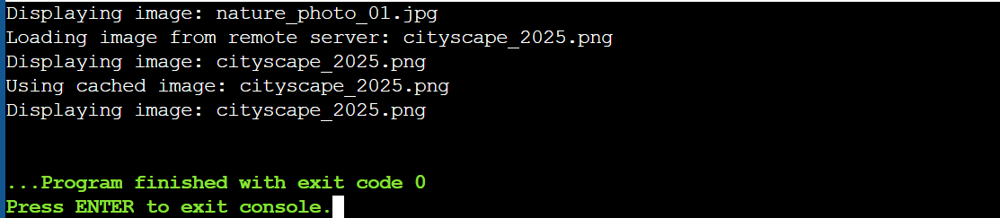 Displaying image: nature_photo_01.jpg
Loading image from remote server: cityscape_2025.png
Displaying image: cityscape_2025.png
Using cached image: cityscape_2025.png
Displaying image: cityscape_2025.png
...Program finished with exit code 0
Press ENTER to exit console.